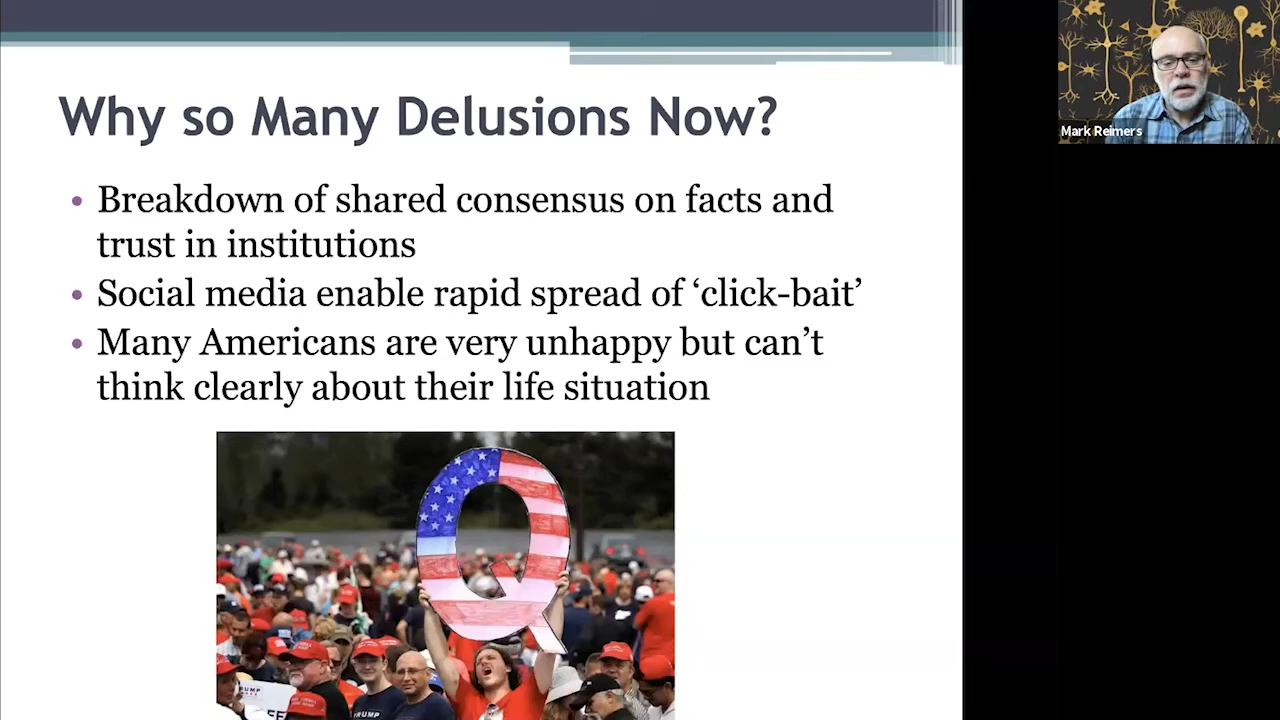 Why so Many Delusions Now?
• Breakdown of shared consensus on facts and
trust in institutions
• Social media enable rapid spread of ‘click-bait’
• Many Americans are very unhappy but can’t
think clearly about their life situation
Mark Reimers
Q
TRUMP
TRUMP